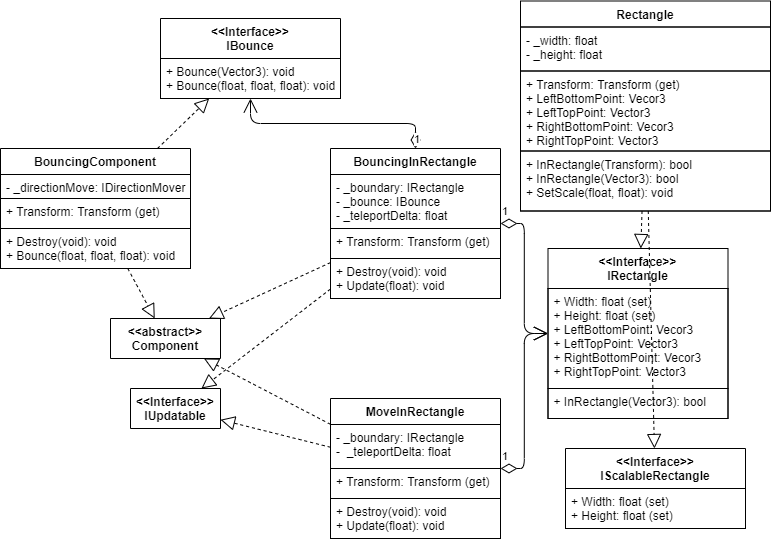 <<Interface>>
IBounce
+ Bounce(Vector3): void
+ Bounce(float, float, float): void
Rectangle
- _width: float
- _height: float
+ Transform: Transform (get)
+ LeftBottomPoint: Vecor3
+ LeftTopPoint: Vector3
+ RightBottomPoint: Vecor3
+ RightTopPoint: Vector3
+ InRectangle(Transform): bool
+ InRectangle(Vector3): bool
+ SetScale(float, float): void
BouncingComponent
- _directionMove: IDirectionMover
+ Transform: Transform (get)
+ Destroy(void): void
+ Bounce(float, float, float): void
1
BouncingInRectangle
- _boundary: IRectangle
- _bounce: IBounce
- _teleportDelta: float
+ Transform: Transform (get)
+ Destroy(void): void
+ Update(float): void
1
<<Interface>>
IRectangle
+ Width: float (set)
+ Height: float (set)
+ LeftBottomPoint: Vecor3
+ LeftTopPoint: Vector3
+ RightBottomPoint: Vecor3
+ RightTopPoint: Vector3
+ InRectangle(Vector3): bool
<<abstract>>
Component
<<Interface>>
IUpdatable
MoveInRectangle
- _boundary: IRectangle
- _teleportDelta: float
+ Transform: Transform (get)
+ Destroy(void): void
+ Update(float): void
1
<<Interface>>
IScalableRectangle
+ Width: float (set)
+ Height: float (set)